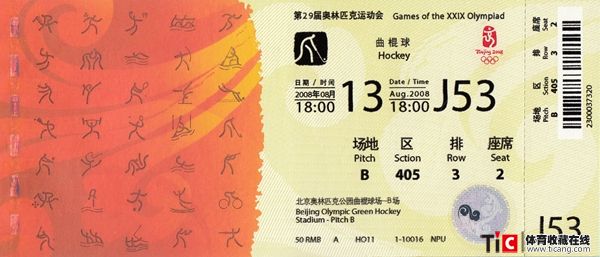 第29届奥林匹克运动会 Games of the XXIX Olympiad
曲棍球
Hockey
Beijing 2008
日期 / 时间 Date / Time
2008年08月 13 Aug.2008 J53
18:00 18:00
场地 区 排 座席
Pitch Sction Row Seat
B 405 3 2
北京奥林匹克公园曲棍球场—B场
Beijing Olympic Green Hockey
Stadium - Pitch B
50 RMB A HO11 1-10016 NPU
座席 Seat 2
排 Row 3
区 Sction 405
场地 Pitch B
2300037320
J53
TiC 体育收藏在线
www.ticang.com